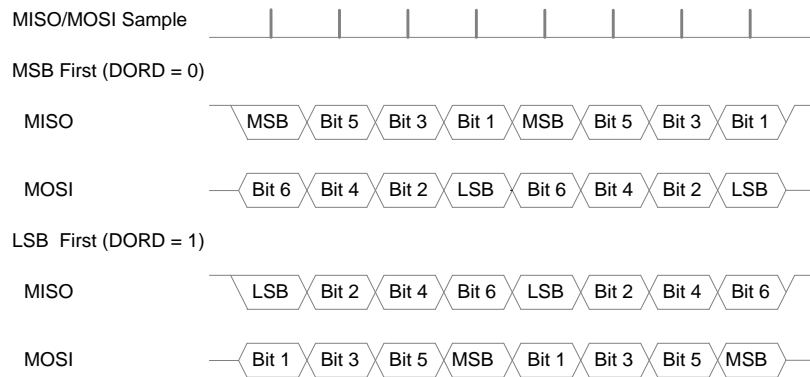 MISO/MOSI Sample
MSB First (DORD = 0)
MISO MSB Bit 5 Bit 3 Bit 1 MSB Bit 5 Bit 3 Bit 1
MOSI Bit 6 Bit 4 Bit 2 LSB Bit 6 Bit 4 Bit 2 LSB
LSB First (DORD = 1)
MISO LSB Bit 2 Bit 4 Bit 6 LSB Bit 2 Bit 4 Bit 6
MOSI Bit 1 Bit 3 Bit 5 MSB Bit 1 Bit 3 Bit 5 MSB